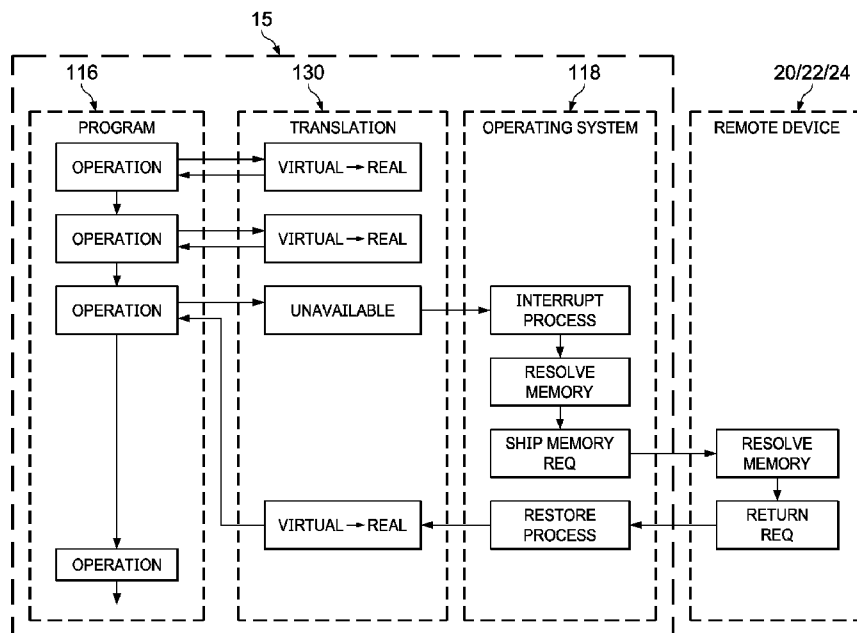 15
116
130
118
20/22/24
PROGRAM
TRANSLATION
OPERATING SYSTEM
REMOTE DEVICE
OPERATION
VIRTUAL → REAL
OPERATION
VIRTUAL → REAL
OPERATION
UNAVAILABLE
INTERRUPT
PROCESS
RESOLVE
MEMORY
SHIP MEMORY
REQ
RESOLVE
MEMORY
VIRTUAL → REAL
RESTORE
PROCESS
RETURN
REQ
OPERATION